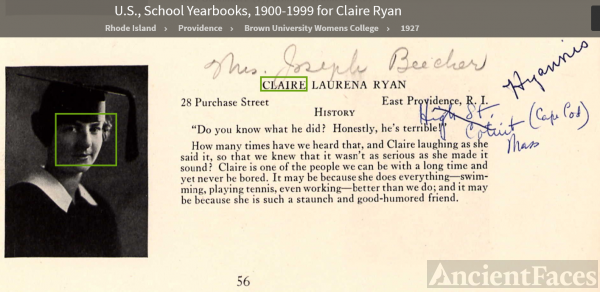 U.S., School Yearbooks, 1900-1999 for Claire Ryan
Rhode Island > Providence > Brown University Womens College > 1927
Mrs. Joseph Beecher
CLAIRE LAURENA RYAN
28 Purchase Street East Providence, R. I.
Hyannis
HISTORY
High St.
Cotuit (Cape Cod)
Mass
"Do you know what he did? Honestly, he's terrible!"
How many times have we heard that, and Claire laughing as she
said it, so that we knew that it wasn't as serious as she made it
sound? Claire is one of the people we can be with a long time and
yet never be bored. It may be because she does everything—swim-
ming, playing tennis, even working—better than we do; and it may
be because she is such a staunch and good-humored friend.
56
AncientFaces